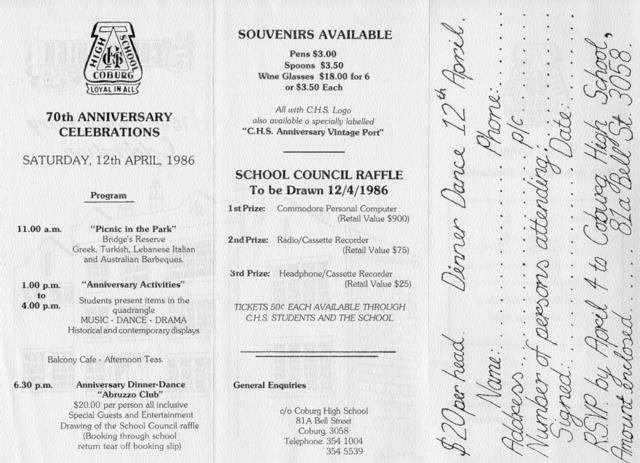 HIGH SCHOOL
CHS
COBURG
LOYAL IN ALL
70th ANNIVERSARY
CELEBRATIONS
SATURDAY, 12th APRIL, 1986
Program
11.00 a.m. "Picnic in the Park"
Bridge's Reserve
Greek, Turkish, Lebanese Italian
and Australian Barbeques.
1.00 p.m. "Anniversary Activities"
to
4.00 p.m.
Students present items in the
quadrangle
MUSIC - DANCE - DRAMA
Historical and contemporary displays
Balcony Cafe - Afternoon Teas.
6.30 p.m. Anniversary Dinner-Dance
"Abruzzo Club"
$20.00 per person all inclusive
Special Guests and Entertainment
Drawing of the School Council raffle
(Booking through school
return tear off booking slip)
SOUVENIRS AVAILABLE
Pens $3.00
Spoons $3.50
Wine Glasses $18.00 for 6
or $3.50 Each
All with C.H.S. Logo
also available a specially labelled
"C.H.S. Anniversary Vintage Port"
SCHOOL COUNCIL RAFFLE
To be Drawn 12/4/1986
1st Prize: Commodore Personal Computer
(Retail Value $900)
2nd Prize: Radio/Cassette Recorder
(Retail Value $75)
3rd Prize: Headphone/Cassette Recorder
(Retail Value $25)
TICKETS 50¢ EACH AVAILABLE THROUGH
C.H.S. STUDENTS AND THE SCHOOL
General Enquiries
c/o Coburg High School
81A Bell Street
Coburg, 3058
Telephone: 354 1004
354 5539
$20 per head. Dinner Dance 12th April.
Name:.......... Phone:..........
Address.......... p/c..........
Number of persons attending:..........
Signed.......... Date:..........
RSVP by April 4 to Coburg High School,
81a Bell St. 3058.
Amount enclosed..........